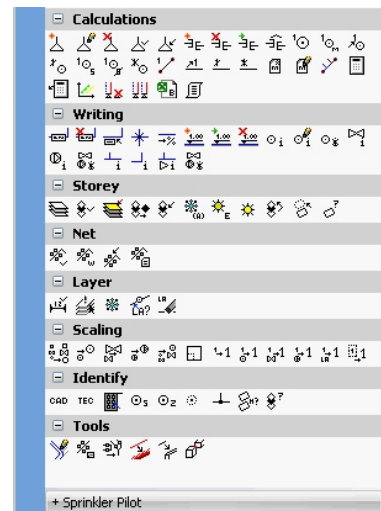 Calculations
Writing
Storey
Net
Layer
Scaling
Identify
CAD TEC
Tools
+ Sprinkler Pilot